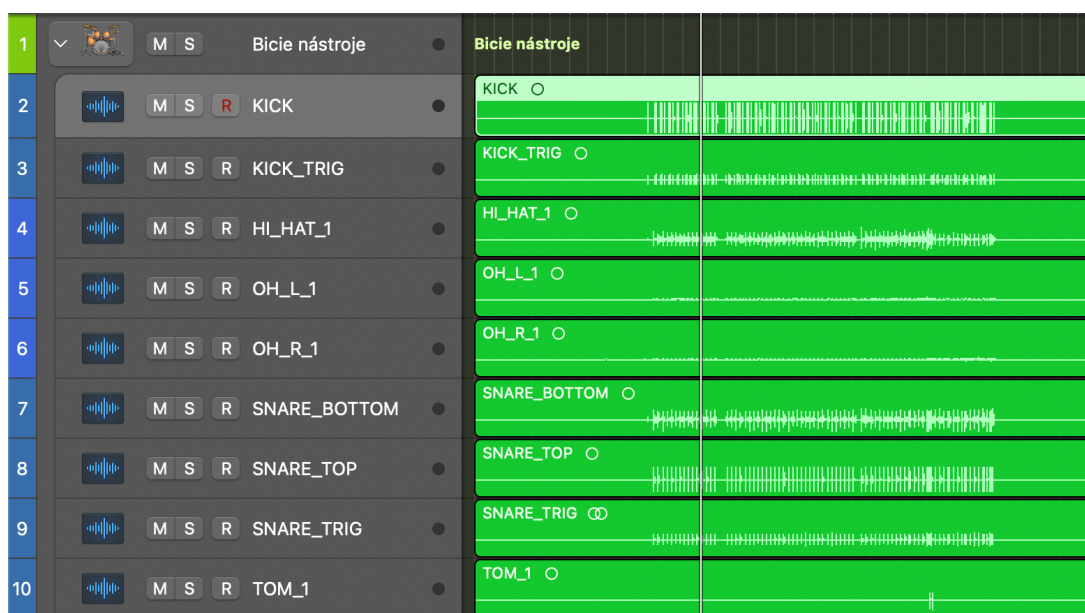 1 M S Bicie nástroje Bicie nástroje
2 M S R KICK KICK
3 M S R KICK_TRIG KICK_TRIG
4 M S R HI_HAT_1 HI_HAT_1
5 M S R OH_L_1 OH_L_1
6 M S R OH_R_1 OH_R_1
7 M S R SNARE_BOTTOM SNARE_BOTTOM
8 M S R SNARE_TOP SNARE_TOP
9 M S R SNARE_TRIG SNARE_TRIG
10 M S R TOM_1 TOM_1